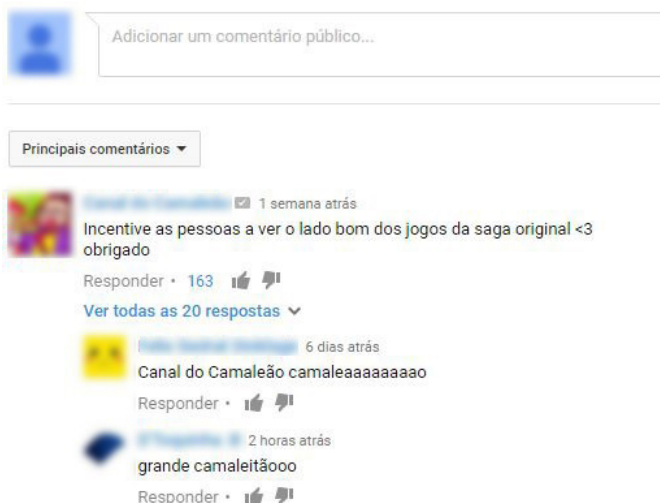 Adicionar um comentário público...
Principais comentários
1 semana atrás
Incentive as pessoas a ver o lado bom dos jogos da saga original <3
obrigado
Responder • 163
Ver todas as 20 respostas
6 dias atrás
Canal do Camaleão camaleaaaaaaaao
Responder •
2 horas atrás
grande camaleitãooo
Responder •